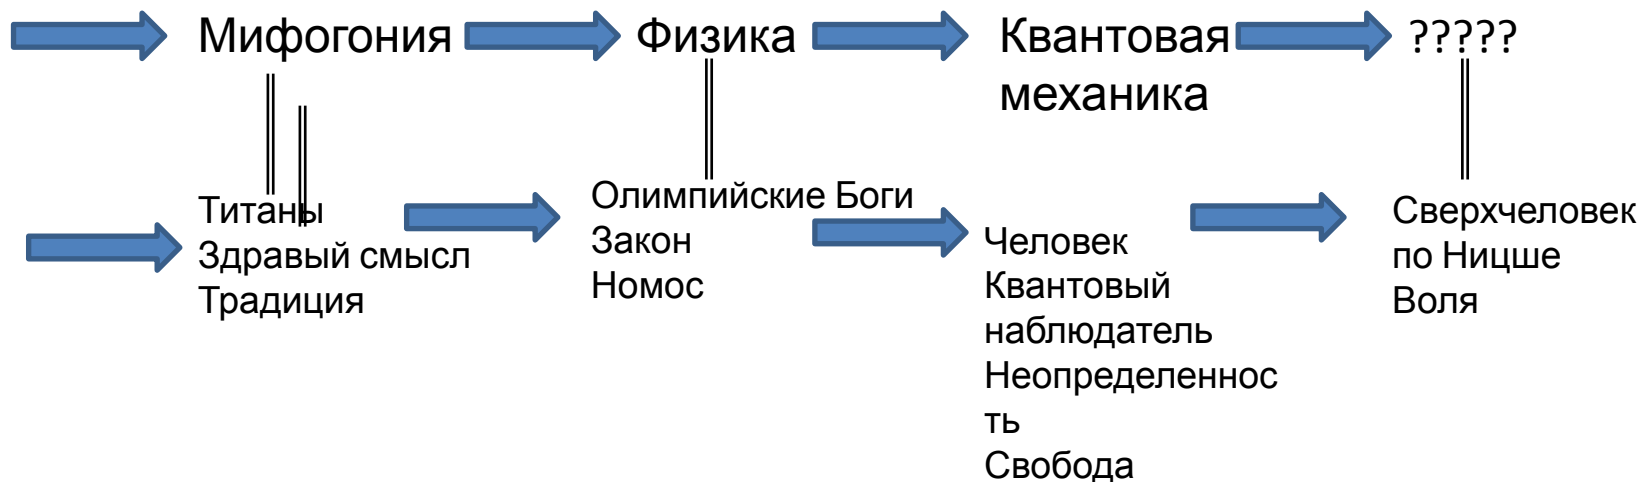 Мифогония
Физика
Квантовая
механика
?????
Титаны
Здравый смысл
Традиция
Олимпийские Боги
Закон
Номос
Человек
Квантовый
наблюдатель
Неопределеннос
ть
Свобода
Сверхчеловек
по Ницше
Воля